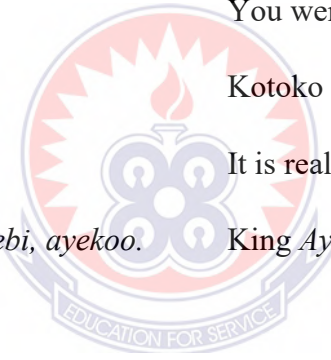 You wer
Kotoko
It is real
ebi, ayekoo. King Ay
EDUCATION FOR SERVICE